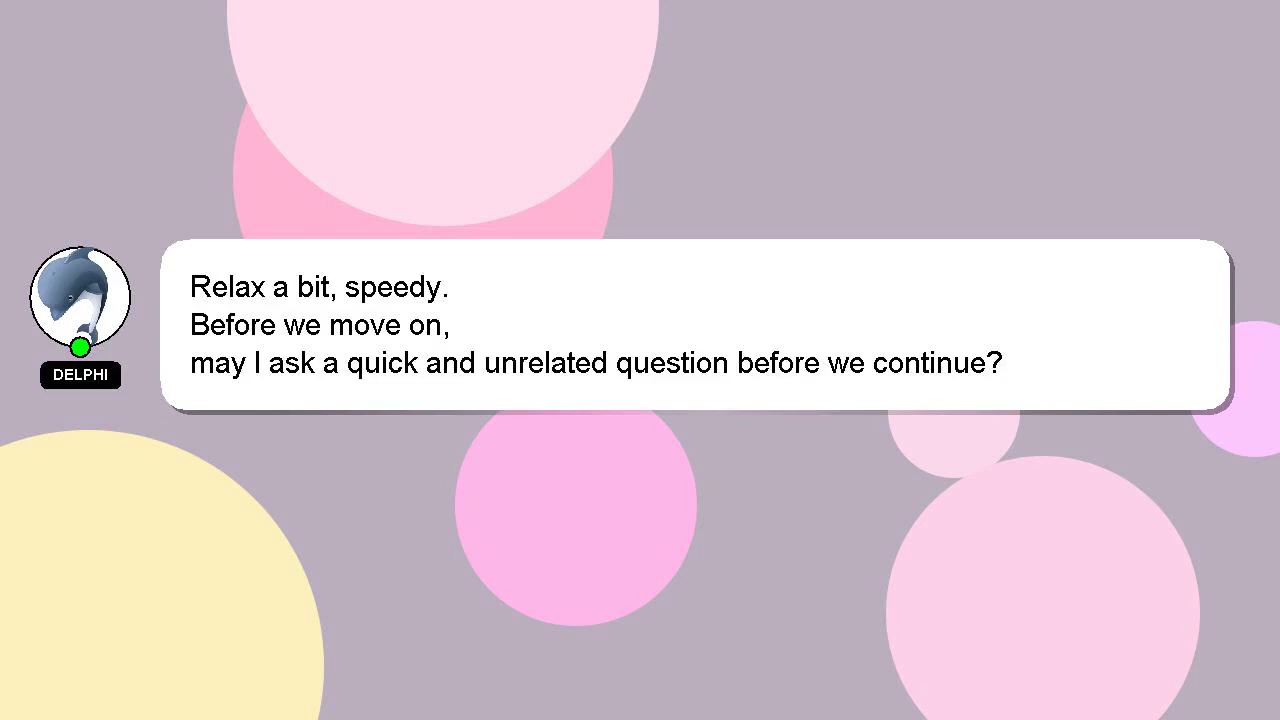 Relax a bit, speedy.
Before we move on,
may I ask a quick and unrelated question before we continue?
DELPHI